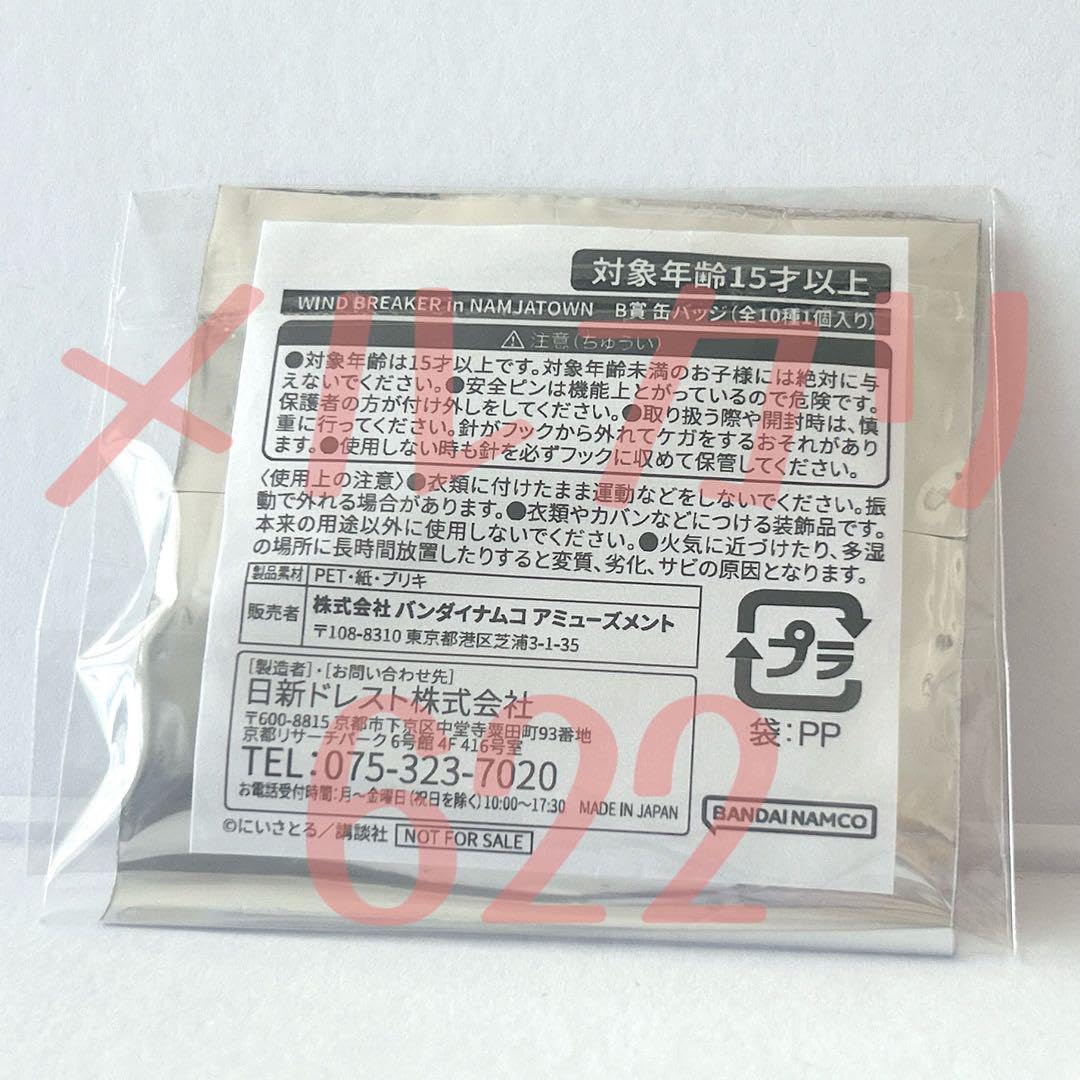 対象年齢15才以上
WIND BREAKER in NAMJATOWN B賞 缶バッジ(全10種1個入り)
⚠注意(ちゅうい)
●対象年齢は15才以上です。対象年齢未満のお子様には絶対に与
えないでください。●安全ピンは機能上とがっているので危険です。
保護者の方が付け外しをしてください。●取り扱う際や開封時は、慎
重に行ってください。針がフックから外れてケガをするおそれがあり
ます。●使用しない時も針を必ずフックに収めて保管してください。
〈使用上の注意〉●衣類に付けたまま運動などをしないでください。振
動で外れる場合があります。●衣類やカバンなどにつける装飾品です。
本来の用途以外に使用しないでください。●火気に近づけたり、多湿
の場所に長時間放置したりすると変質、劣化、サビの原因となります。
製品素材 PET・紙・ブリキ
販売者 株式会社 バンダイナムコ アミューズメント
〒108-8310 東京都港区芝浦3-1-35
プラ
袋:PP
[製造者]・[お問い合わせ先]
日新ドレスト株式会社
〒600-8815 京都市下京区中堂寺粟田町93番地
京都リサーチパーク 6号館 4F 416号室
TEL:075-323-7020
お電話受付時間:月〜金曜日(祝日を除く)10:00〜17:30 MADE IN JAPAN
BANDAI NAMCO
©にいさとる/講談社 NOT FOR SALE
メルカリ
622